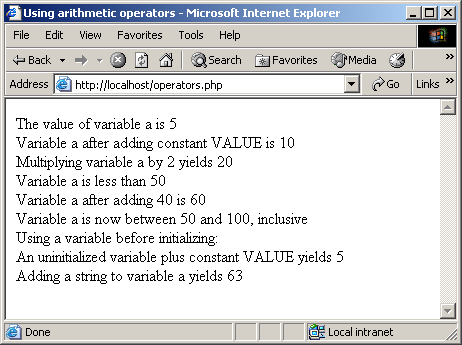 Using arithmetic operators - Microsoft Internet Explorer
File Edit View Favorites Tools Help
Back Search Favorites Media
Address http://localhost/operators.php Go Links »
The value of variable a is 5
Variable a after adding constant VALUE is 10
Multiplying variable a by 2 yields 20
Variable a is less than 50
Variable a after adding 40 is 60
Variable a is now between 50 and 100, inclusive
Using a variable before initializing:
An uninitialized variable plus constant VALUE yields 5
Adding a string to variable a yields 63
Done Local intranet